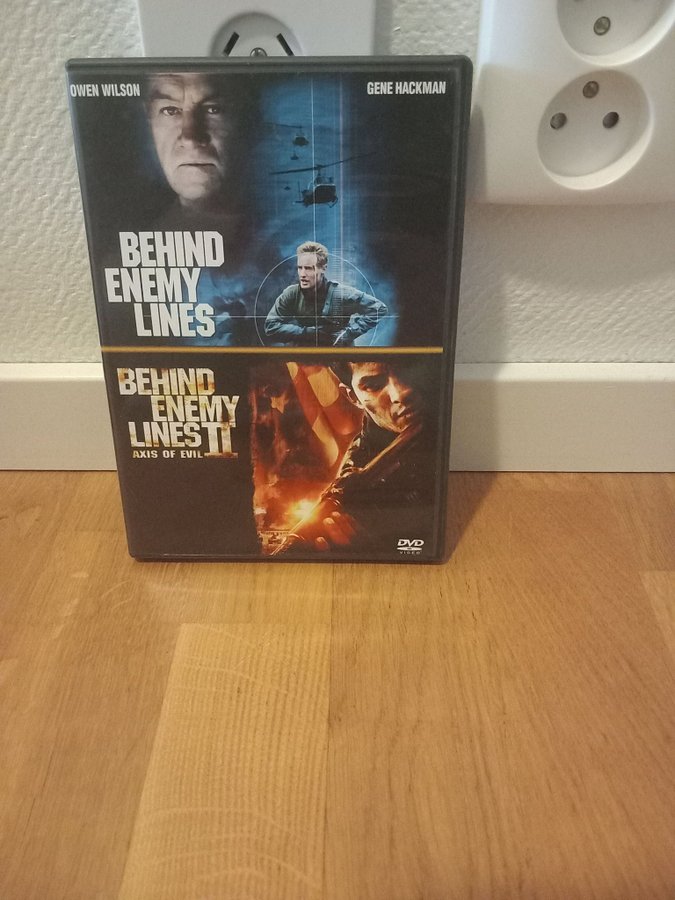 OWEN WILSON
GENE HACKMAN
BEHIND
ENEMY
LINES
BEHIND
ENEMY
LINES II
AXIS OF EVIL
DVD
VIDEO